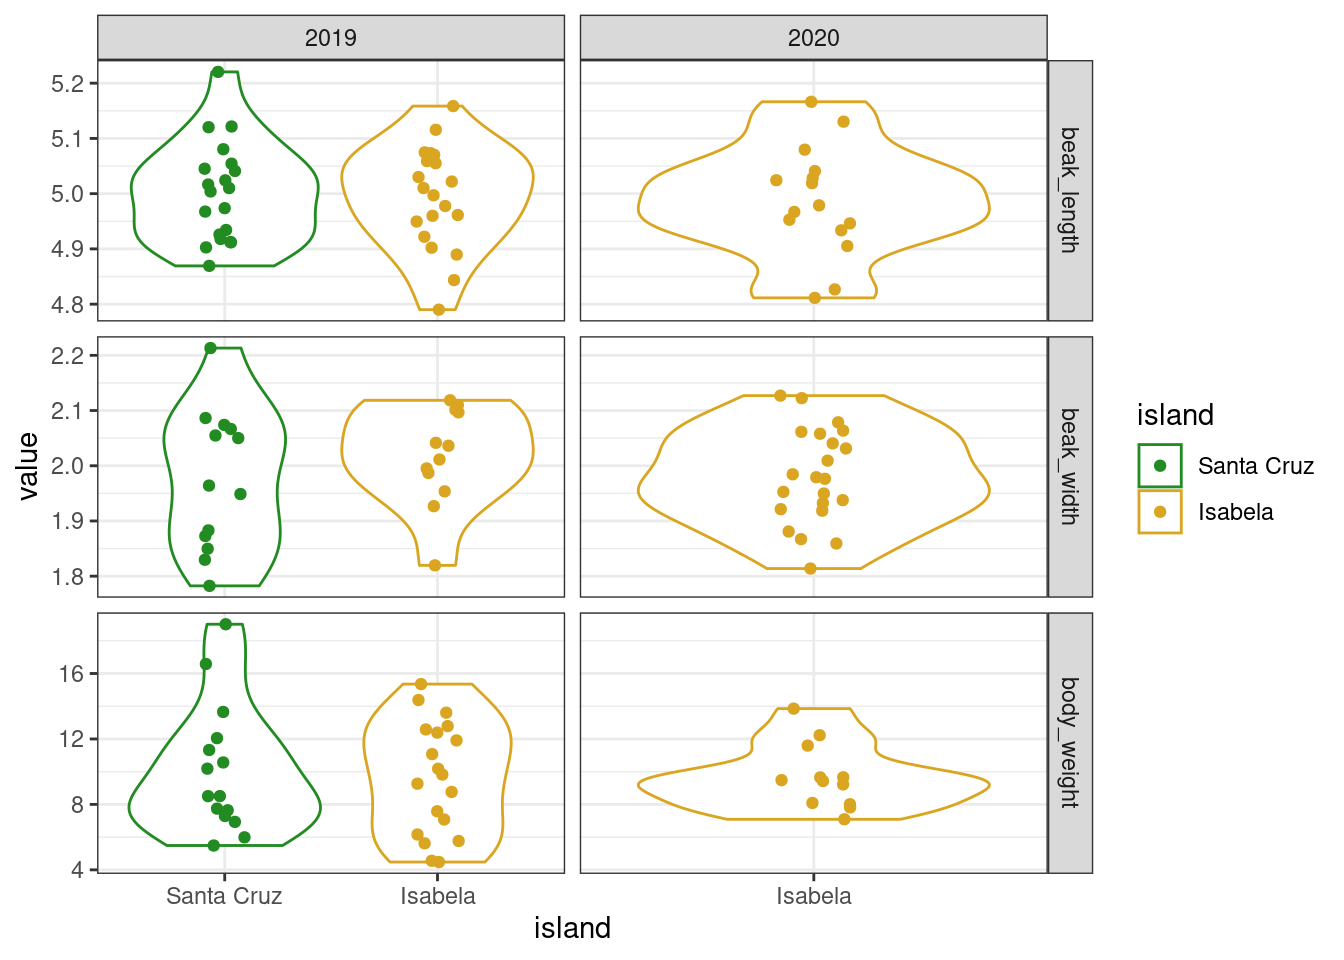 2019
2020
5.2
5.1
5.0
4.9
4.8
beak_length
2.2
2.1
2.0
1.9
1.8
beak_width
16
12
8
4
body_weight
value
Santa Cruz
Isabela
Isabela
island
island
Santa Cruz
Isabela